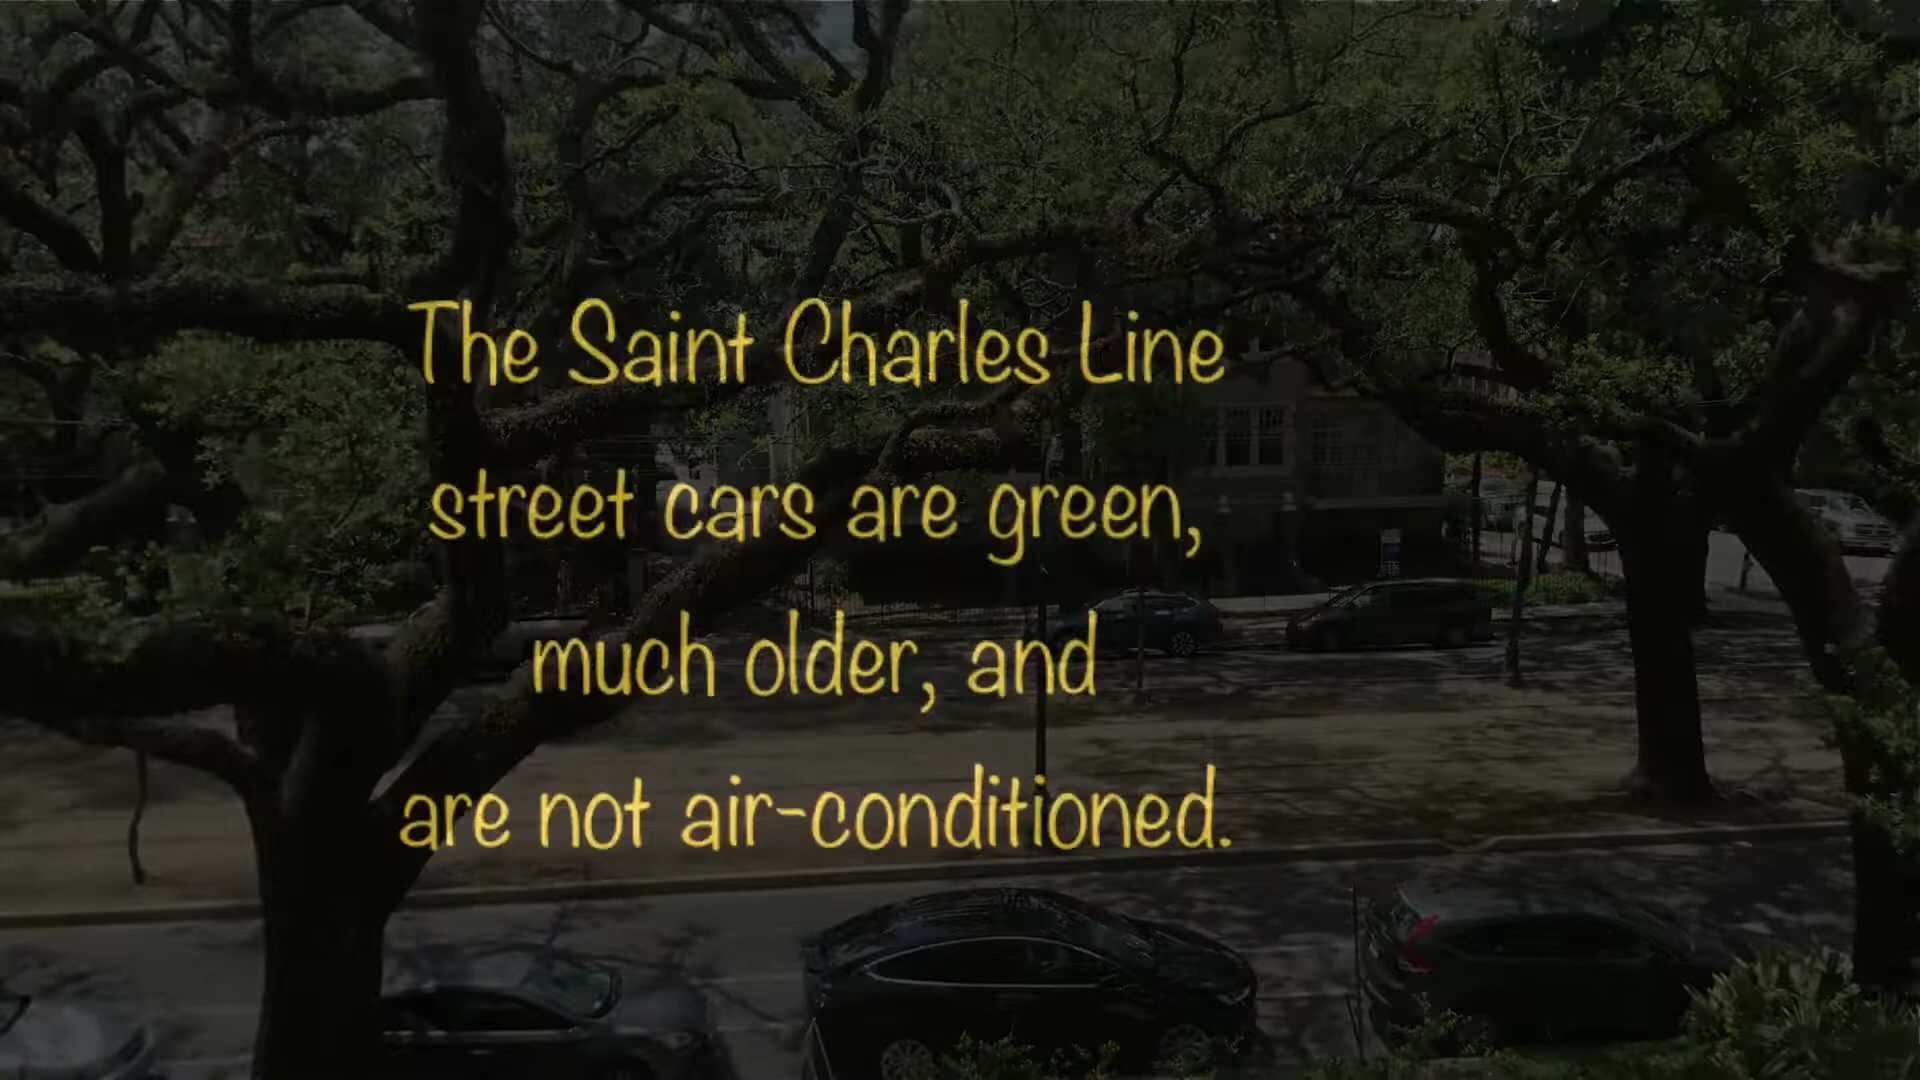 The Saint Charles Line
street cars are green,
much older, and
are not air-conditioned.